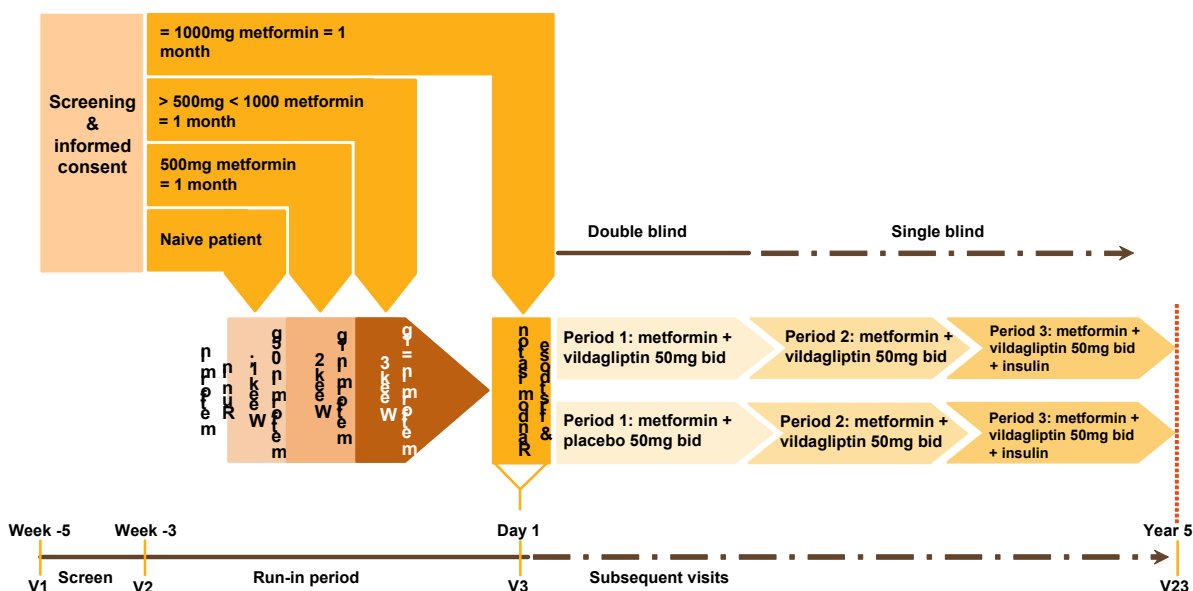 Screening
&
informed
consent
= 1000mg metformin = 1
month
> 500mg < 1000 metformin
= 1 month
500mg metformin
= 1 month
Naive patient
Double blind
Single blind
Period 1: metformin +
vildagliptin 50mg bid
Period 2: metformin +
vildagliptin 50mg bid
Period 3: metformin +
vildagliptin 50mg bid
+ insulin
Period 1: metformin +
placebo 50mg bid
Period 2: metformin +
vildagliptin 50mg bid
Period 3: metformin +
vildagliptin 50mg bid
+ insulin
Week -5
Week -3
Day 1
Year 5
Screen
Run-in period
Subsequent visits
V1
V2
V3
V23